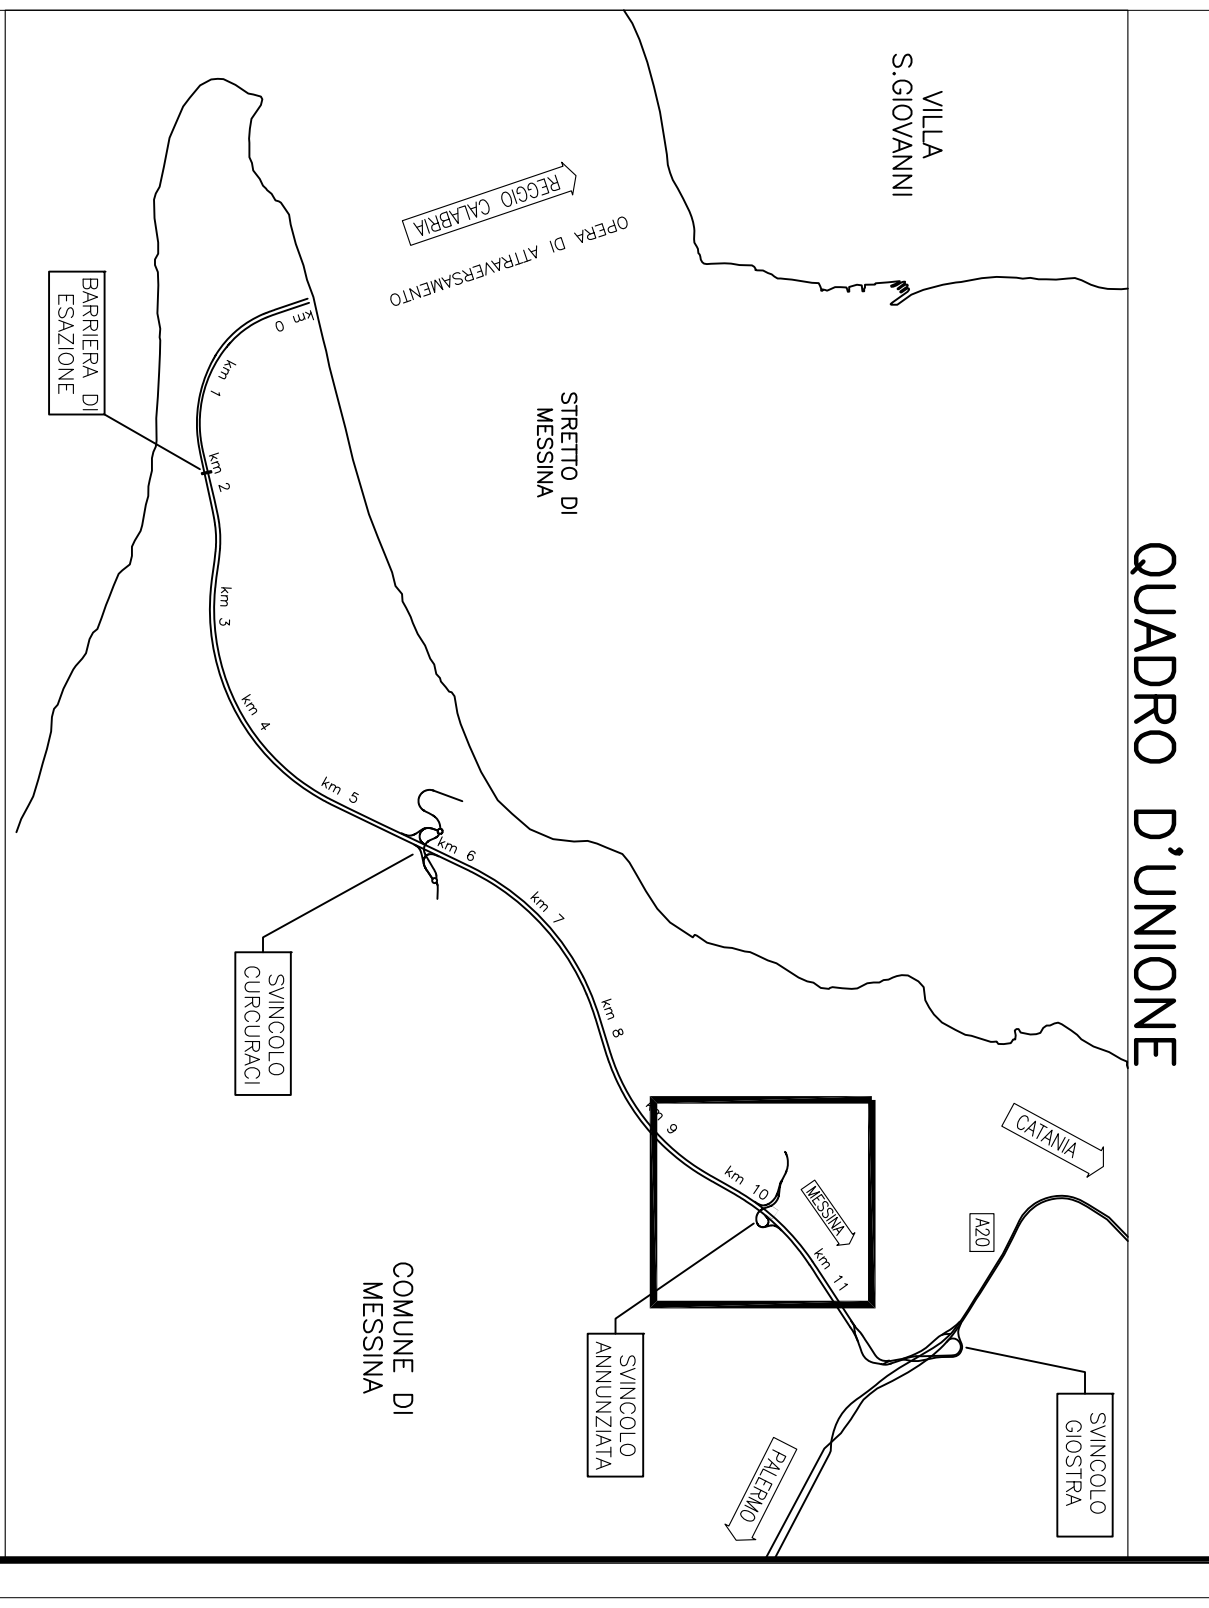 QUADRO D'UNIONE
VILLA
S.GIOVANNI
REGGIO CALABRIA
OPERA DI ATTRAVERSAMENTO
STRETTO DI
MESSINA
BARRIERA DI
ESAZIONE
km 0
km 1
km 2
km 3
km 4
km 5
km 6
km 7
km 8
km 9
km 10
km 11
SVINCOLO
CURCURACI
CATANIA
MESSINA
A20
SVINCOLO
ANNUNZIATA
SVINCOLO
GIOSTRA
COMUNE DI
MESSINA
PALERMO